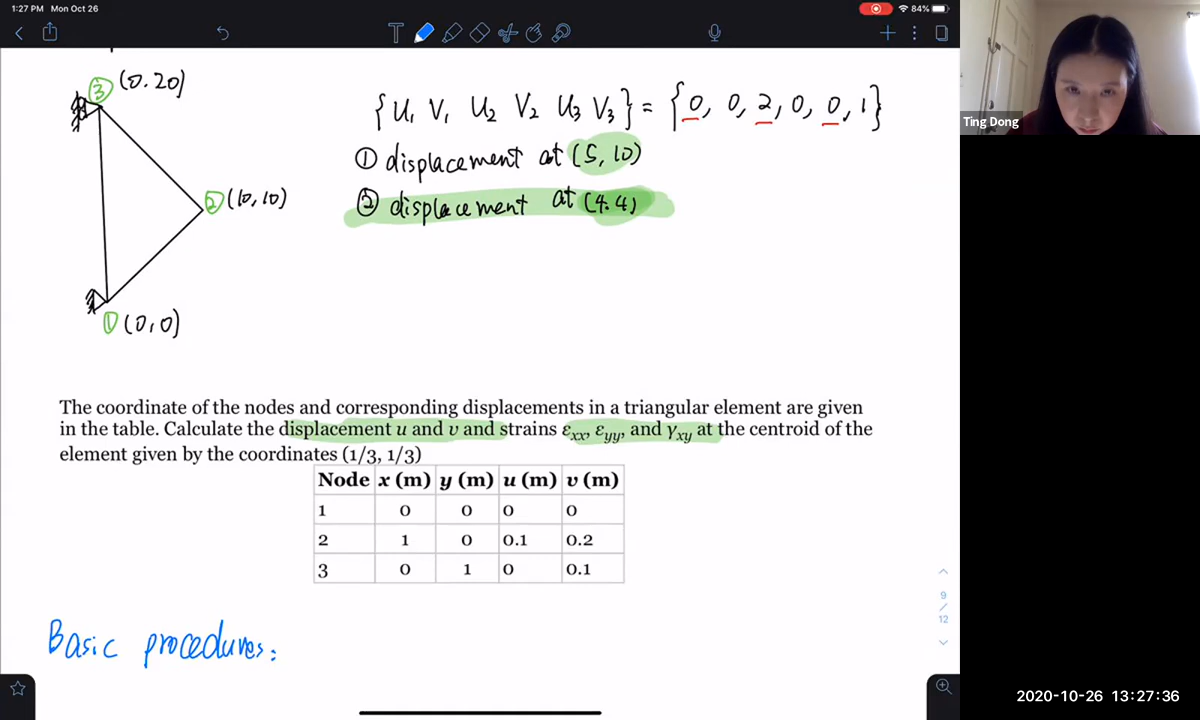 1:27 PM Mon Oct 26
84%
③ (0.20)
{U₁ V₁ U₂ V₂ U₃ V₃} = {0, 0, 2, 0, 0, 1}
① displacement at (5, 10)
② displacement at (4.4)
② (10, 10)
① (0, 0)
Ting Dong
The coordinate of the nodes and corresponding displacements in a triangular element are given
in the table. Calculate the displacement u and v and strains εxx, εyy, and γxy at the centroid of the
element given by the coordinates (1/3, 1/3)
Node x (m) y (m) u (m) v (m)
1 0 0 0 0
2 1 0 0.1 0.2
3 0 1 0 0.1
Basic procedures:
9
/
12
2020-10-26 13:27:36